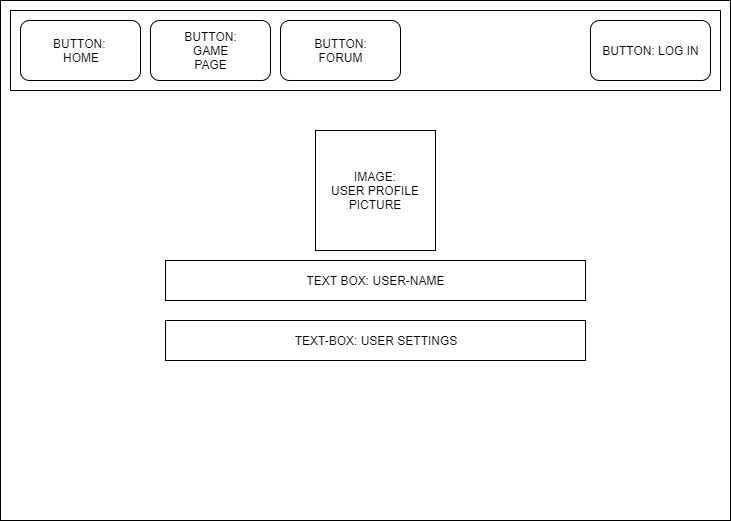 BUTTON:
HOME
BUTTON:
GAME
PAGE
BUTTON:
FORUM
BUTTON: LOG IN
IMAGE:
USER PROFILE
PICTURE
TEXT BOX: USER-NAME
TEXT-BOX: USER SETTINGS